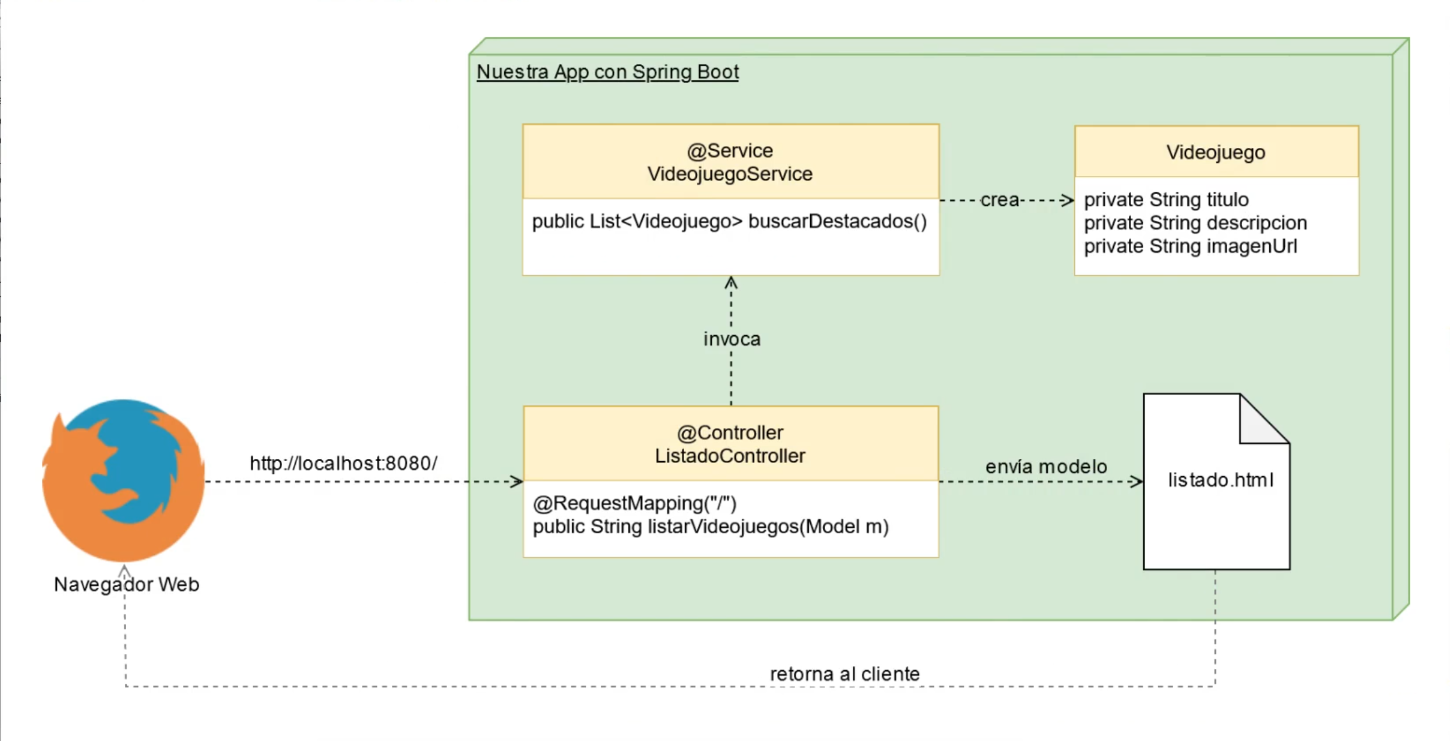 Nuestra App con Spring Boot
@Service
VideojuegoService
public List<Videojuego> buscarDestacados()
crea
Videojuego
private String titulo
private String descripcion
private String imagenUrl
invoca
http://localhost:8080/
@Controller
ListadoController
@RequestMapping("/")
public String listarVideojuegos(Model m)
envía modelo
listado.html
Navegador Web
retorna al cliente